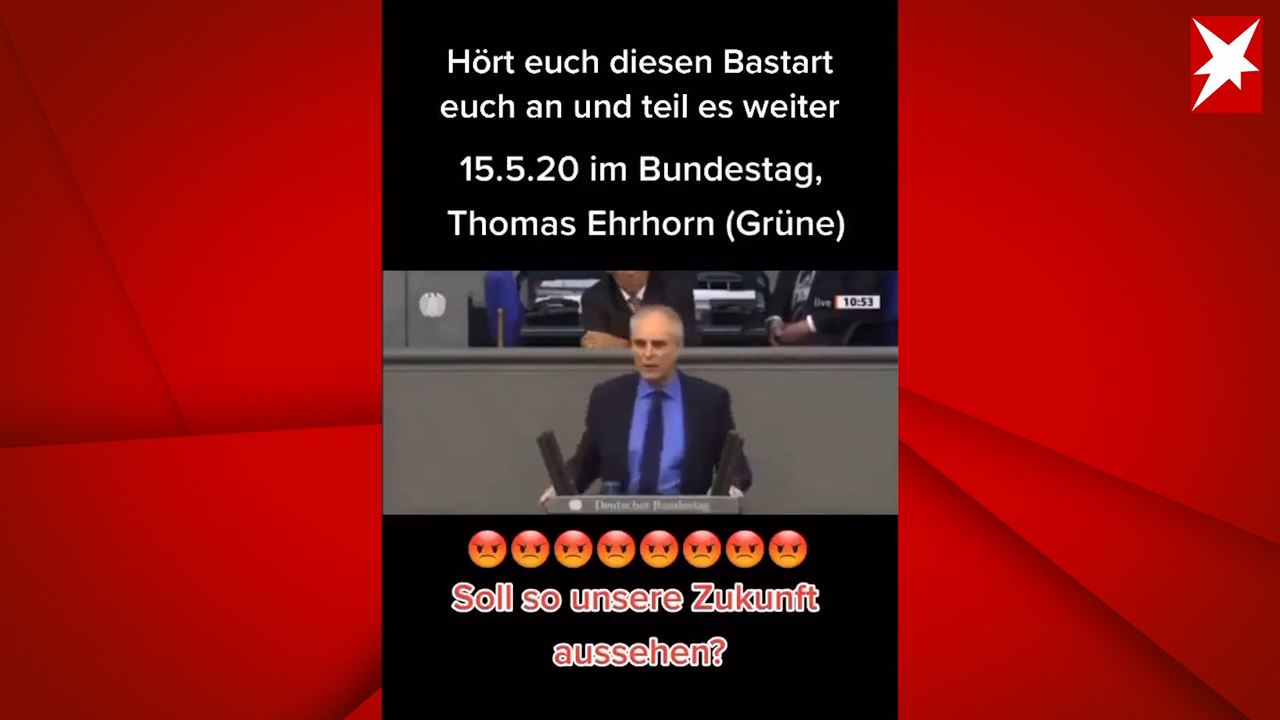 Hört euch diesen Bastart
euch an und teil es weiter
15.5.20 im Bundestag,
Thomas Ehrhorn (Grüne)
live 10:53
Deutscher Bundestag
Soll so unsere Zukunft
aussehen?